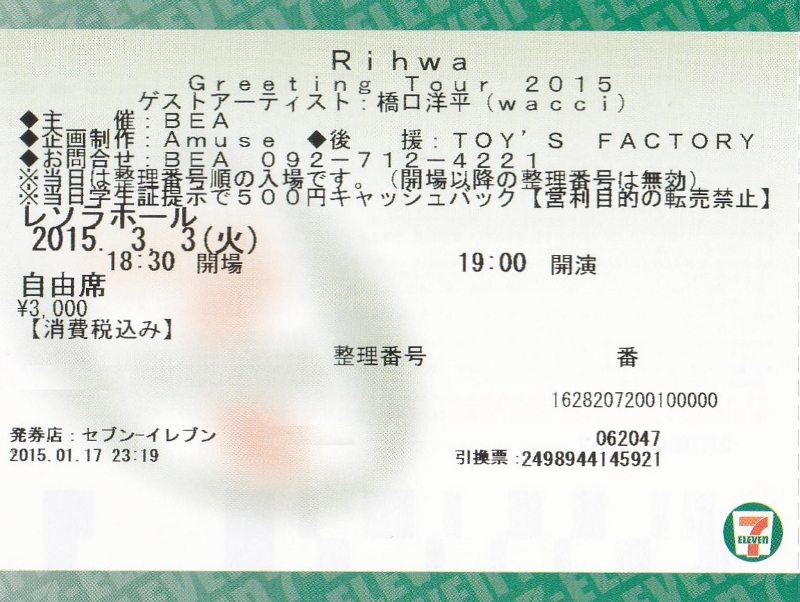 Rihwa
Greeting Tour 2015
ゲストアーティスト:橋口洋平(wacci)
◆主　　催:BEA
◆企画制作:Amuse　◆後　　援:TOY'S FACTORY
◆お問合せ:BEA 092-712-4221
※当日は整理番号順の入場です。(開場以降の整理番号は無効)
※当日学生証提示で500円キャッシュバック【営利目的の転売禁止】
レソラホール
2015. 3. 3(火)
18:30 開場　19:00 開演
自由席
¥3,000
【消費税込み】
整理番号　番
1628207200100000
発券店:セブン-イレブン　062047
2015.01.17 23:19　引換票:2498944145921
7 ELEVEN